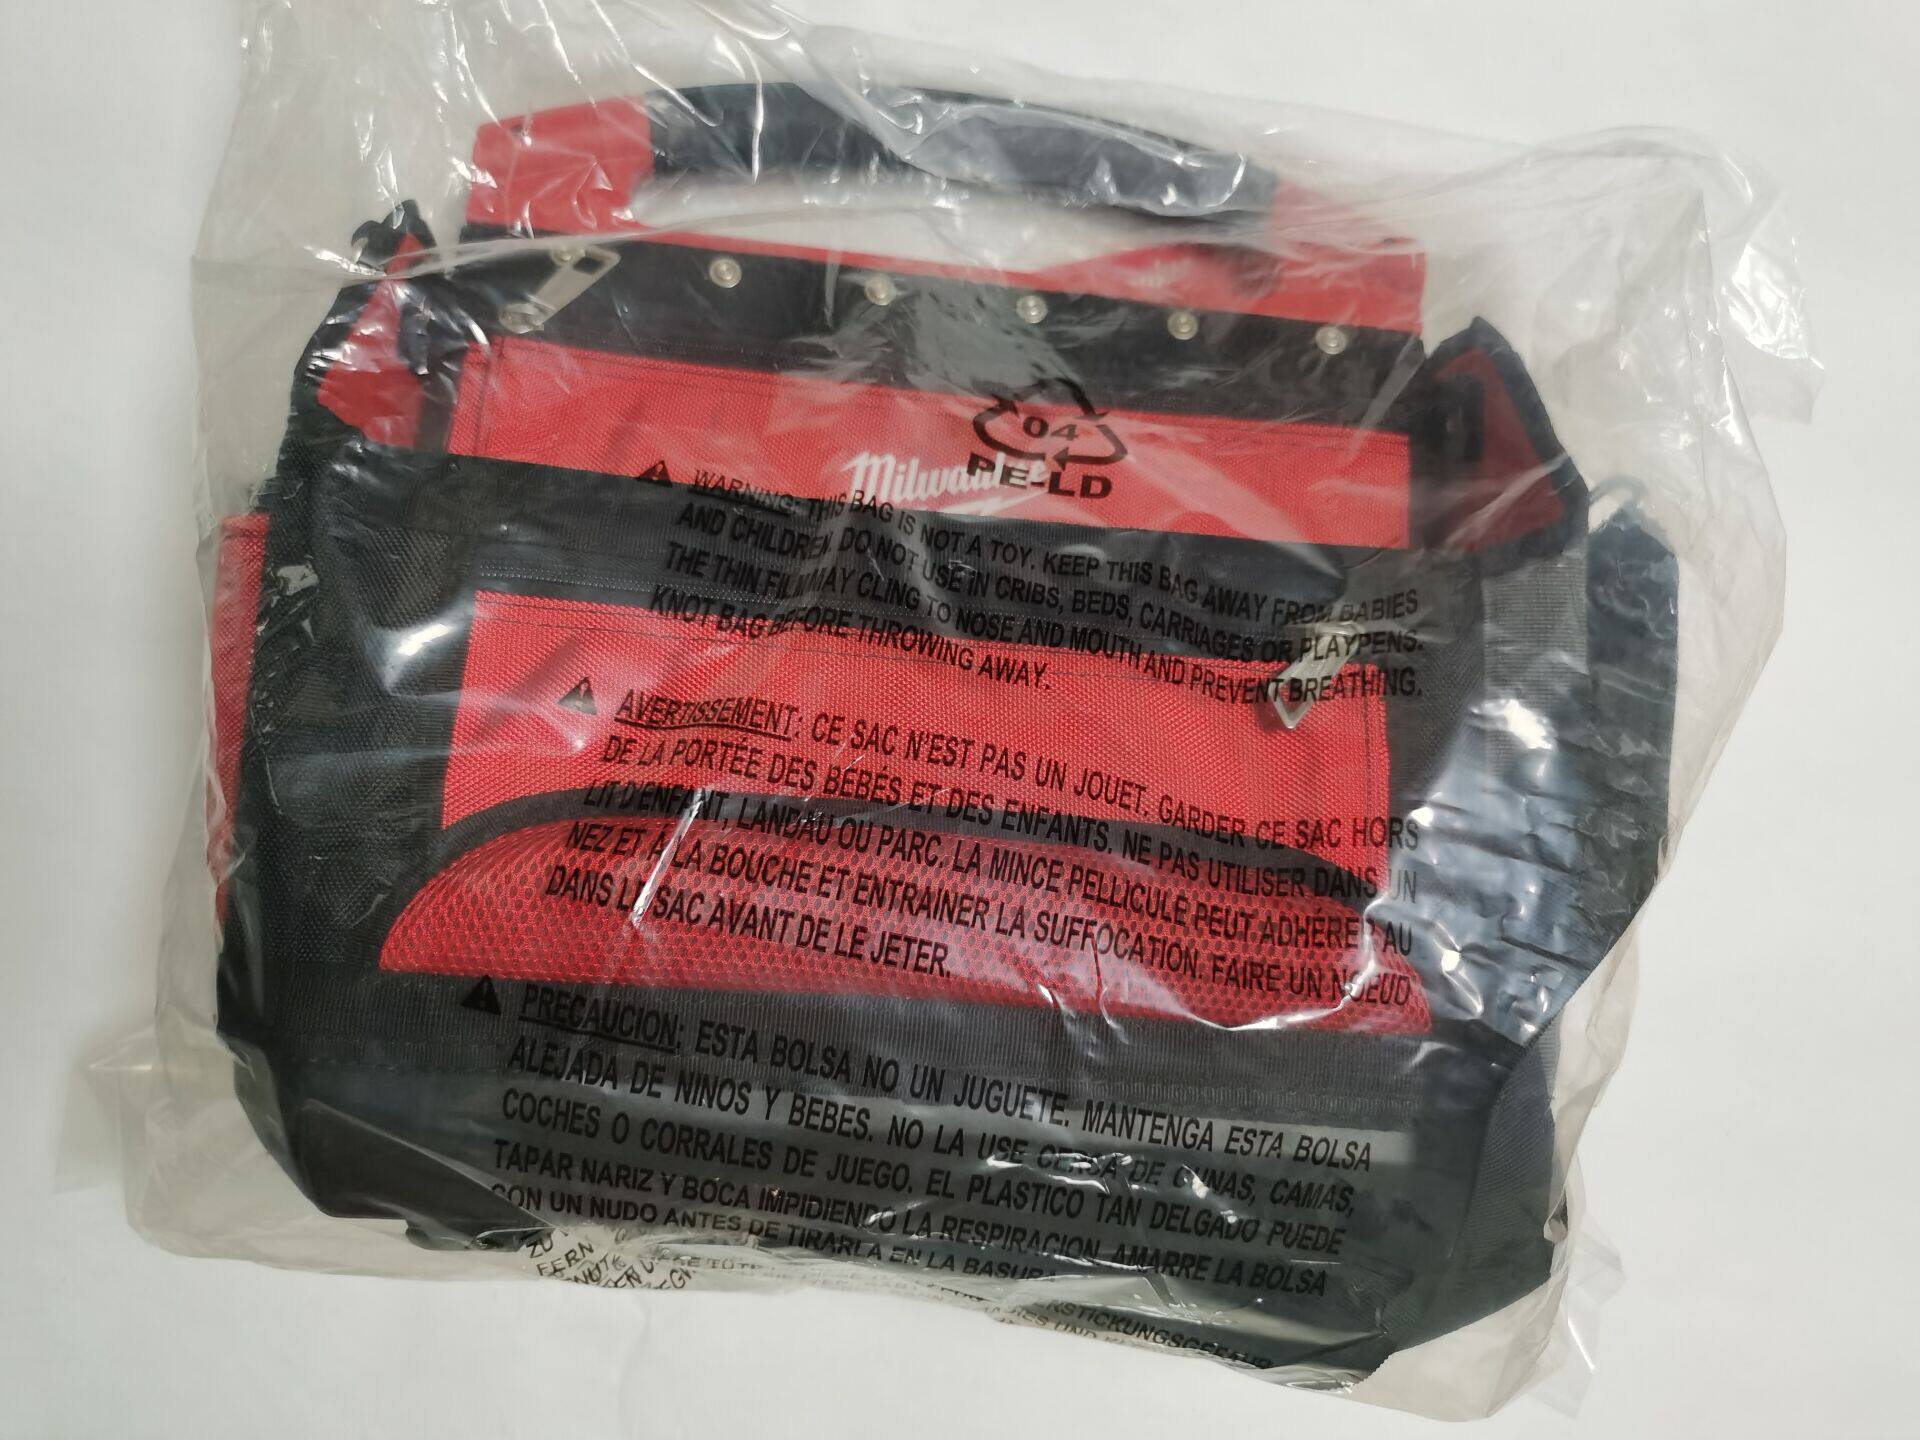 Milwaukee
04
PE-LD
WARNING: THIS BAG IS NOT A TOY. KEEP THIS BAG AWAY FROM BABIES
AND CHILDREN. DO NOT USE IN CRIBS, BEDS, CARRIAGES OR PLAYPENS.
THE THIN FILM MAY CLING TO NOSE AND MOUTH AND PREVENT BREATHING.
KNOT BAG BEFORE THROWING AWAY.
AVERTISSEMENT: CE SAC N'EST PAS UN JOUET. GARDER CE SAC HORS
DE LA PORTÉE DES BÉBÉS ET DES ENFANTS. NE PAS UTILISER DANS UN
LIT D'ENFANT, LANDAU OU PARC. LA MINCE PELLICULE PEUT ADHÉRER AU
NEZ ET À LA BOUCHE ET ENTRAINER LA SUFFOCATION. FAIRE UN NOEUD
DANS LE SAC AVANT DE LE JETER.
PRECAUCION: ESTA BOLSA NO UN JUGUETE. MANTENGA ESTA BOLSA
ALEJADA DE NINOS Y BEBES. NO LA USE CERCA DE CUNAS, CAMAS,
COCHES O CORRALES DE JUEGO. EL PLASTICO TAN DELGADO PUEDE
TAPAR NARIZ Y BOCA IMPIDIENDO LA RESPIRACION. AMARRE LA BOLSA
CON UN NUDO ANTES DE TIRARLA EN LA BASURA